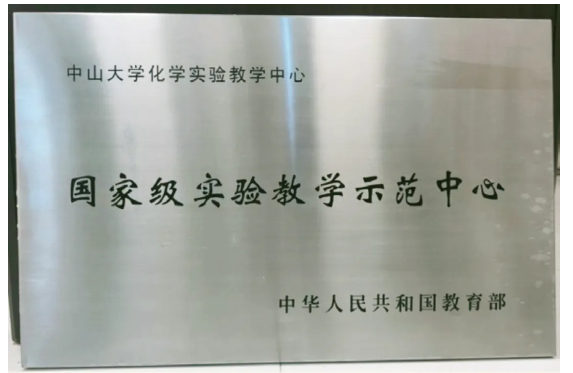 中山大学化学实验教学中心
国家级实验教学示范中心
中华人民共和国教育部